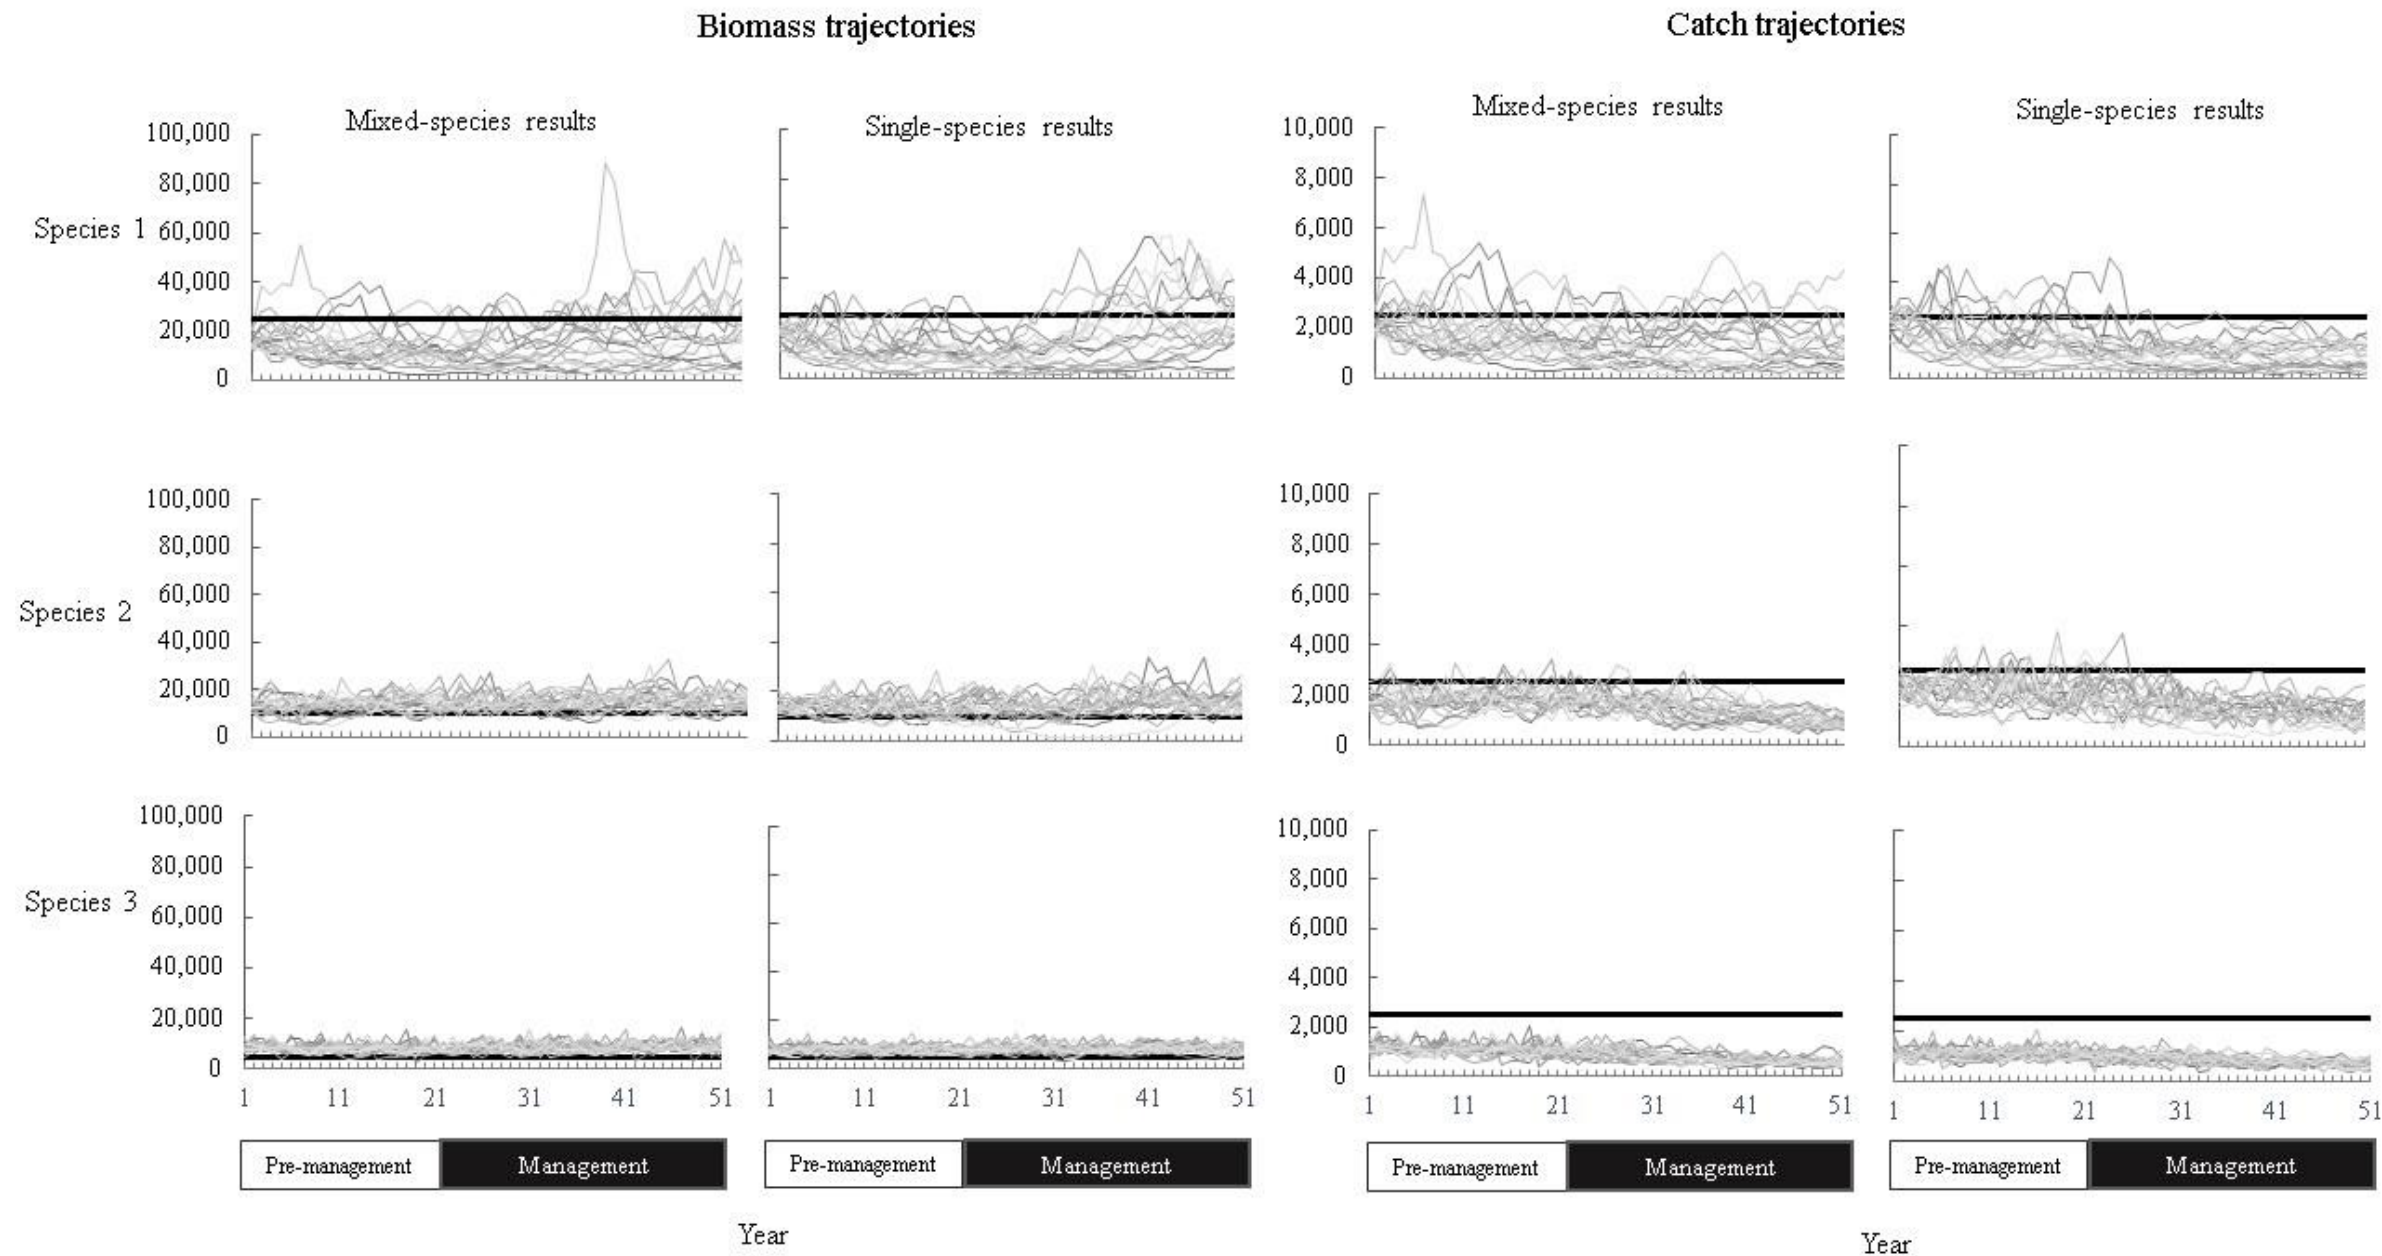 Biomass trajectories
Catch trajectories
Mixed-species results
Single-species results
Mixed-species results
Single-species results
Species 1
100,000
80,000
60,000
40,000
20,000
0
10,000
8,000
6,000
4,000
2,000
0
Species 2
100,000
80,000
60,000
40,000
20,000
0
10,000
8,000
6,000
4,000
2,000
0
Species 3
100,000
80,000
60,000
40,000
20,000
0
10,000
8,000
6,000
4,000
2,000
0
1 11 21 31 41 51
1 11 21 31 41 51
1 11 21 31 41 51
1 11 21 31 41 51
Pre-management Management
Pre-management Management
Pre-management Management
Pre-management Management
Year
Year